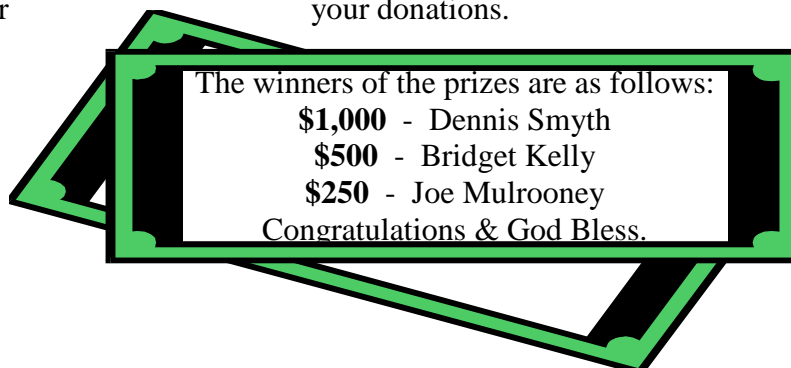 r
your donations.
The winners of the prizes are as follows:
$1,000 - Dennis Smyth
$500 - Bridget Kelly
$250 - Joe Mulrooney
Congratulations & God Bless.